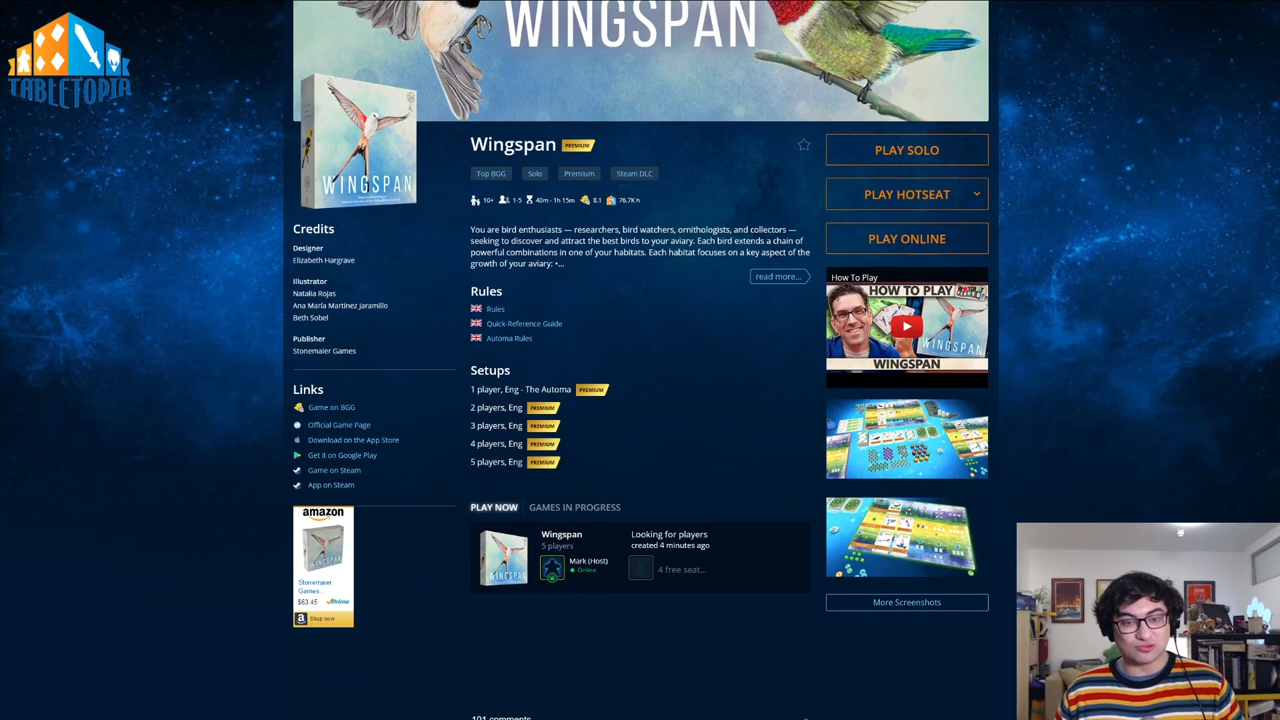 WINGSPAN
TABLETOPIA
WINGSPAN
Wingspan PREMIUM
Top BGG Solo Premium Steam DLC
10+ 1-5 40m - 1h 15m 8.1 76.7K h
You are bird enthusiasts — researchers, bird watchers, ornithologists, and collectors —
seeking to discover and attract the best birds to your aviary. Each bird extends a chain of
powerful combinations in one of your habitats. Each habitat focuses on a key aspect of the
growth of your aviary: •...
read more...
Credits
Designer
Elizabeth Hargrave
Illustrator
Natalia Rojas
Ana María Martínez Jaramillo
Beth Sobel
Publisher
Stonemaier Games
Links
Game on BGG
Official Game Page
Download on the App Store
Get it on Google Play
Game on Steam
App on Steam
amazon
Stonemaier
Games...
$63.45 Prime
Shop now
Rules
Rules
Quick-Reference Guide
Automa Rules
Setups
1 player, Eng - The Automa PREMIUM
2 players, Eng PREMIUM
3 players, Eng PREMIUM
4 players, Eng PREMIUM
5 players, Eng PREMIUM
PLAY NOW GAMES IN PROGRESS
Wingspan
5 players
Mark (Host)
Online
Looking for players
created 4 minutes ago
4 free seat...
PLAY SOLO
PLAY HOTSEAT
PLAY ONLINE
How To Play
HOW TO PLAY
WINGSPAN
WINGSPAN
More Screenshots
101 comments